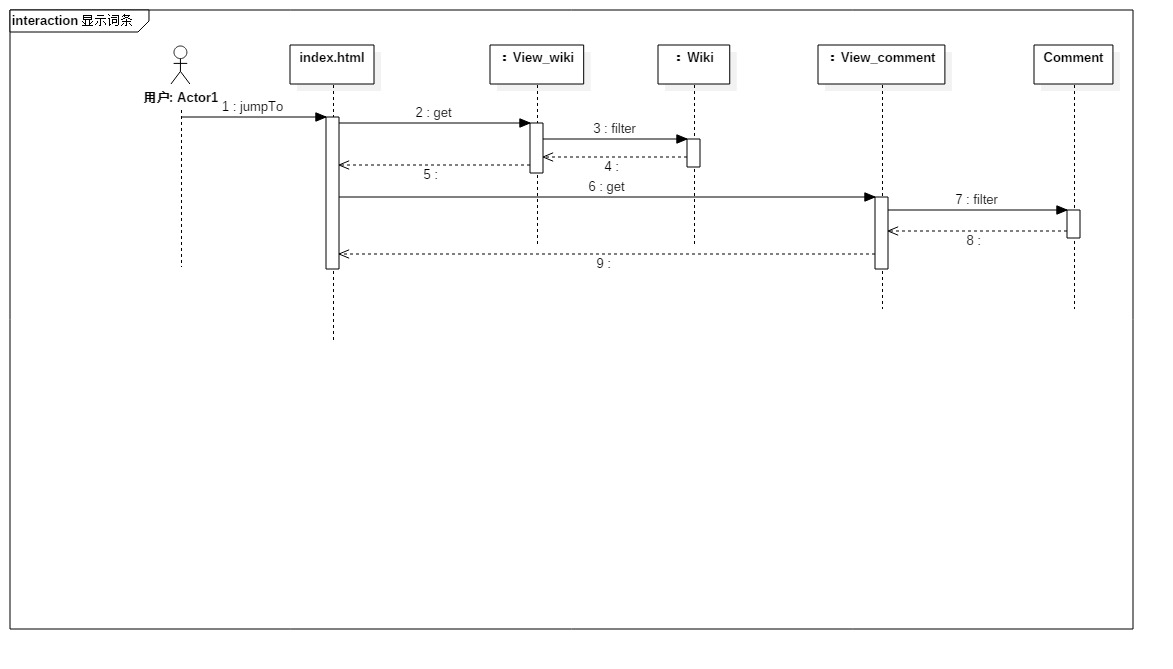 interaction 显示词条
用户: Actor1
index.html
: View_wiki
: Wiki
: View_comment
Comment
1 : jumpTo
2 : get
3 : filter
4 :
5 :
6 : get
7 : filter
8 :
9 :